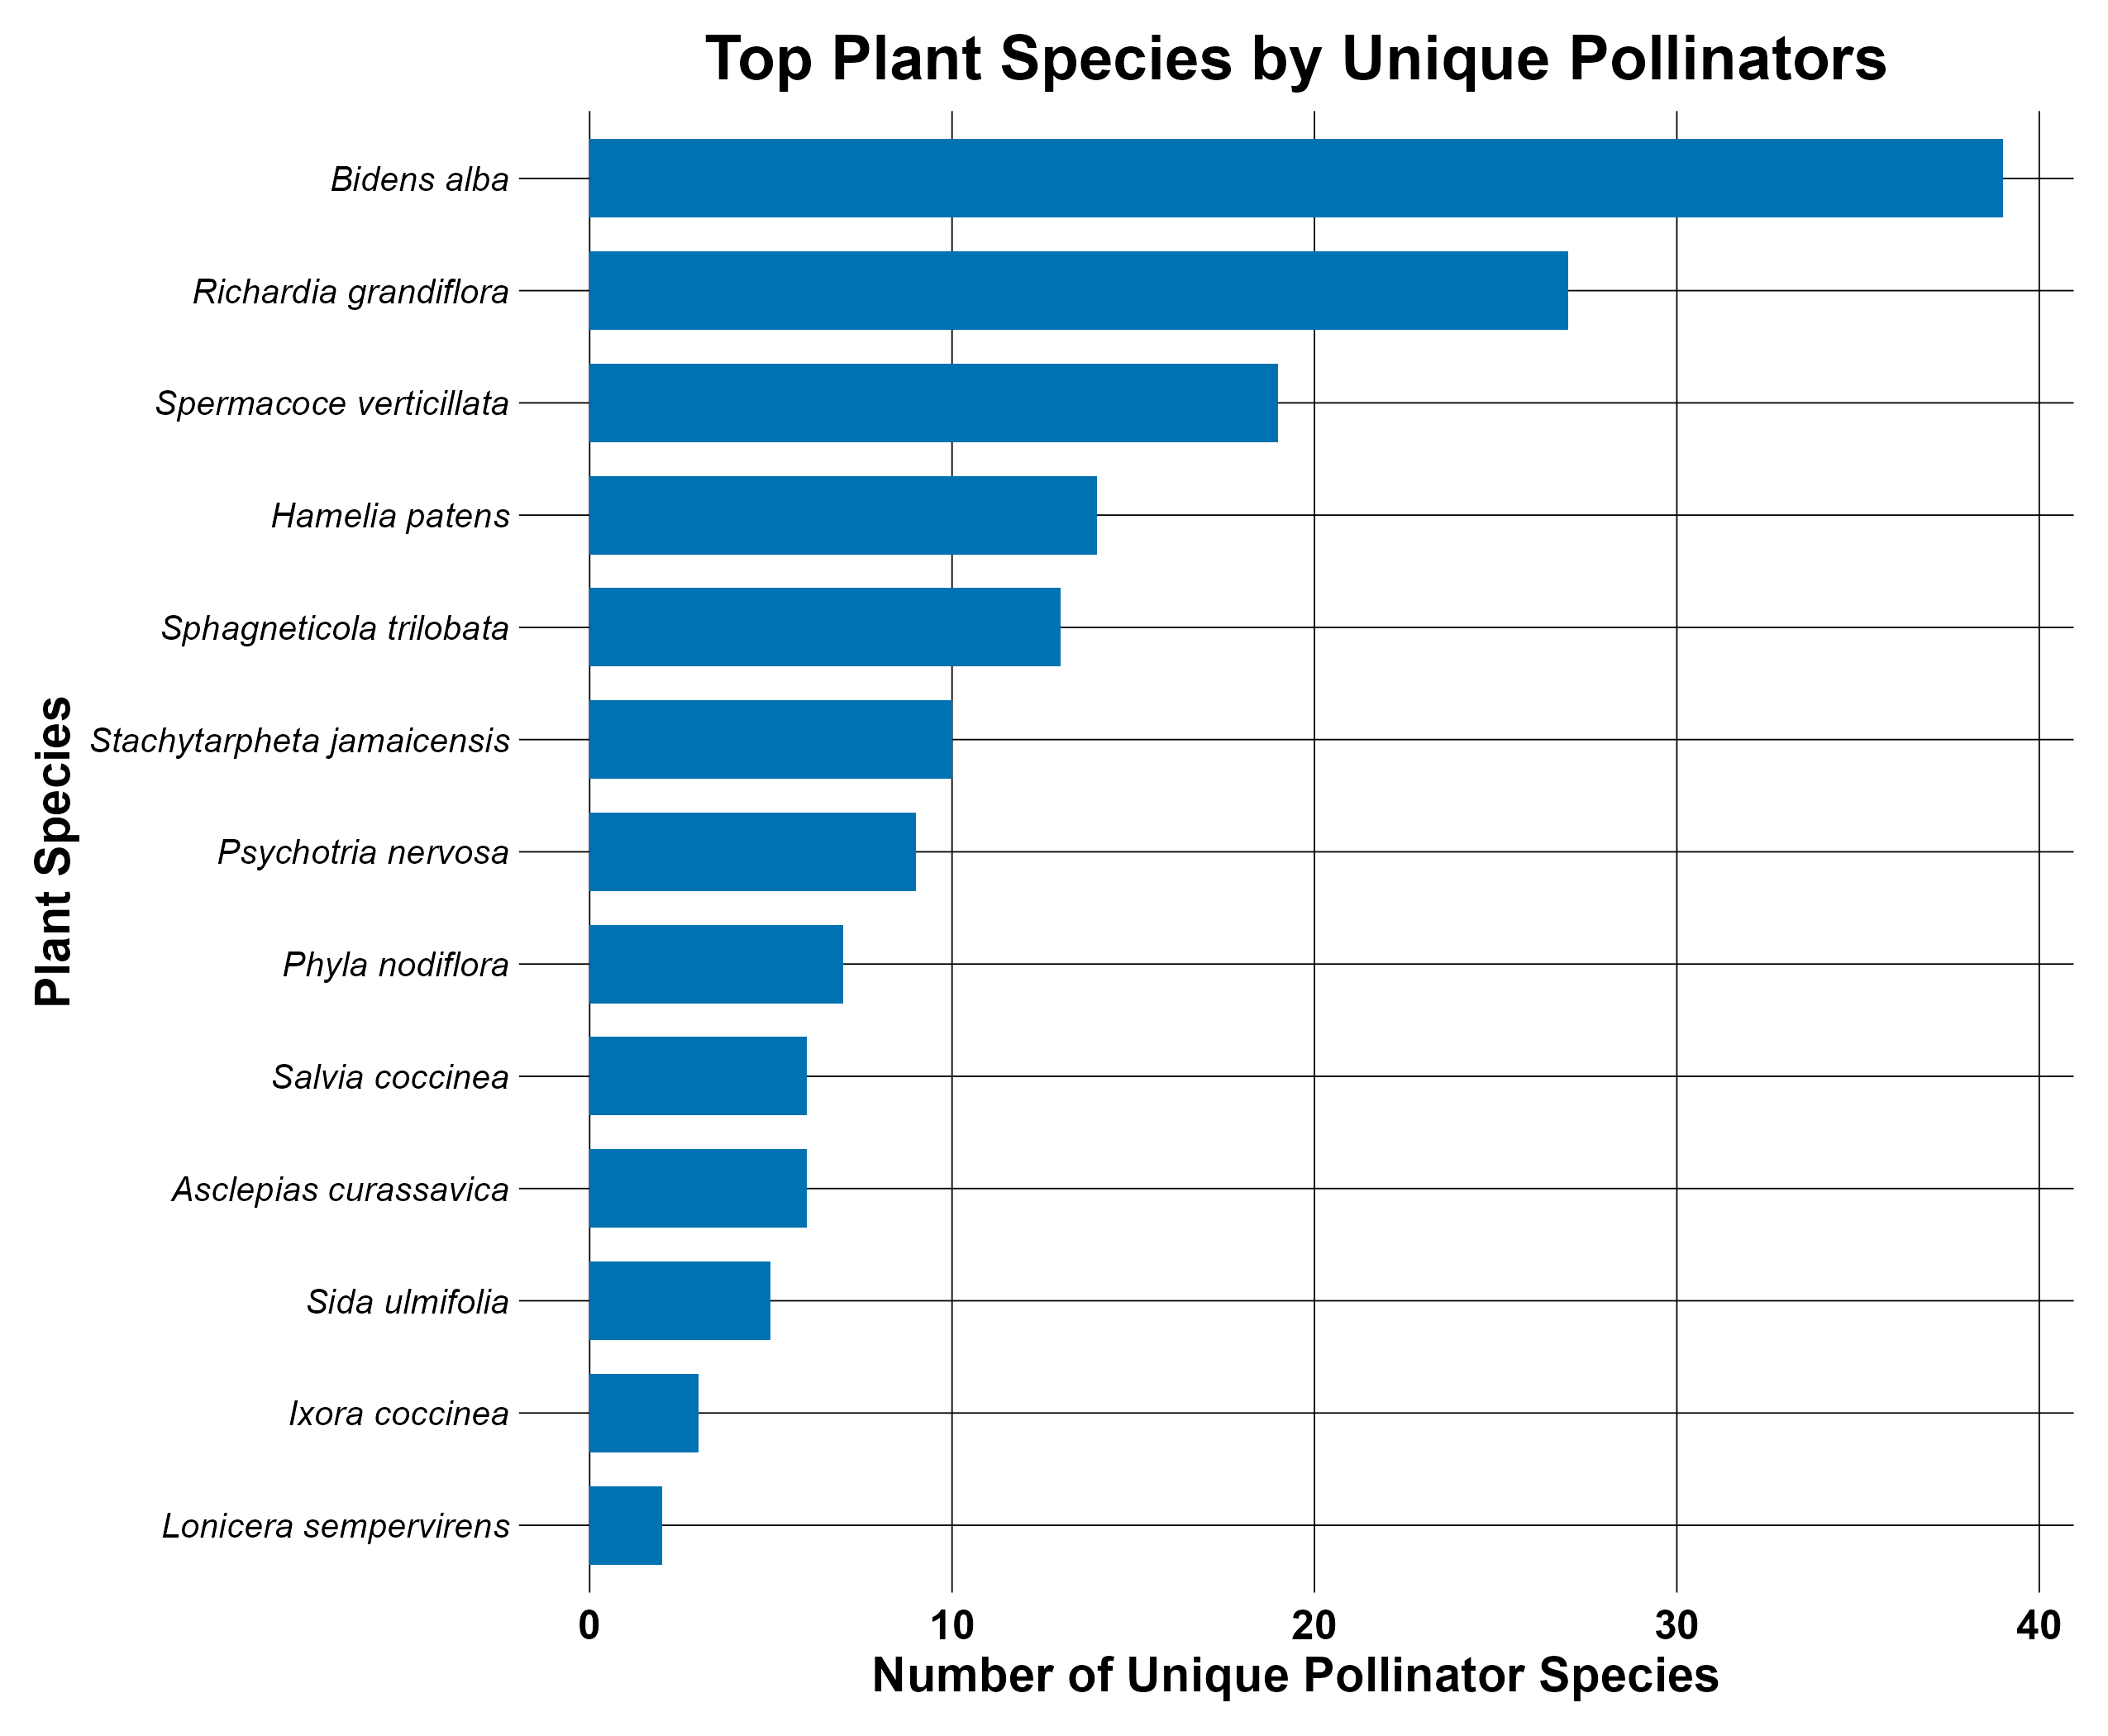 Top Plant Species by Unique Pollinators
Plant Species
Bidens alba
Richardia grandiflora
Spermacoce verticillata
Hamelia patens
Sphagneticola trilobata
Stachytarpheta jamaicensis
Psychotria nervosa
Phyla nodiflora
Salvia coccinea
Asclepias curassavica
Sida ulmifolia
Ixora coccinea
Lonicera sempervirens
0 10 20 30 40
Number of Unique Pollinator Species